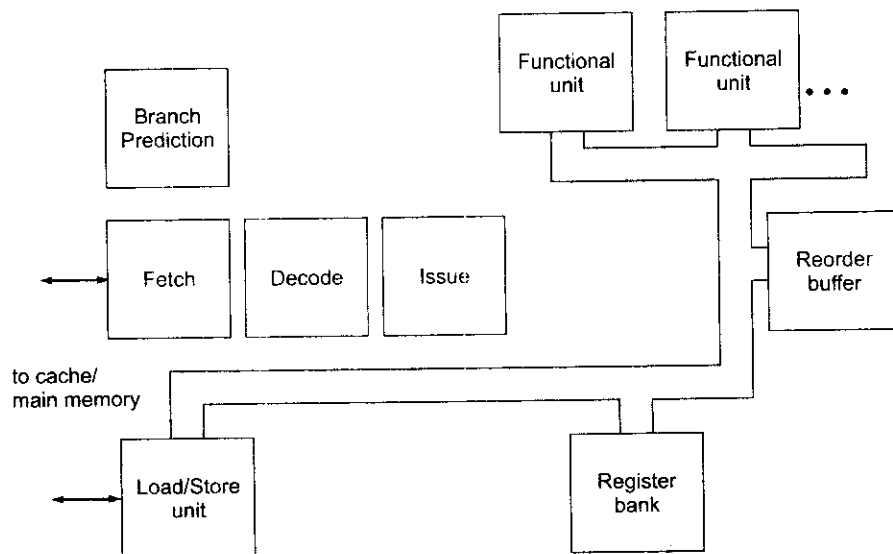 Functional
unit
Functional
unit
• • •
Branch
Prediction
Fetch
Decode
Issue
Reorder
buffer
to cache/
main memory
Load/Store
unit
Register
bank